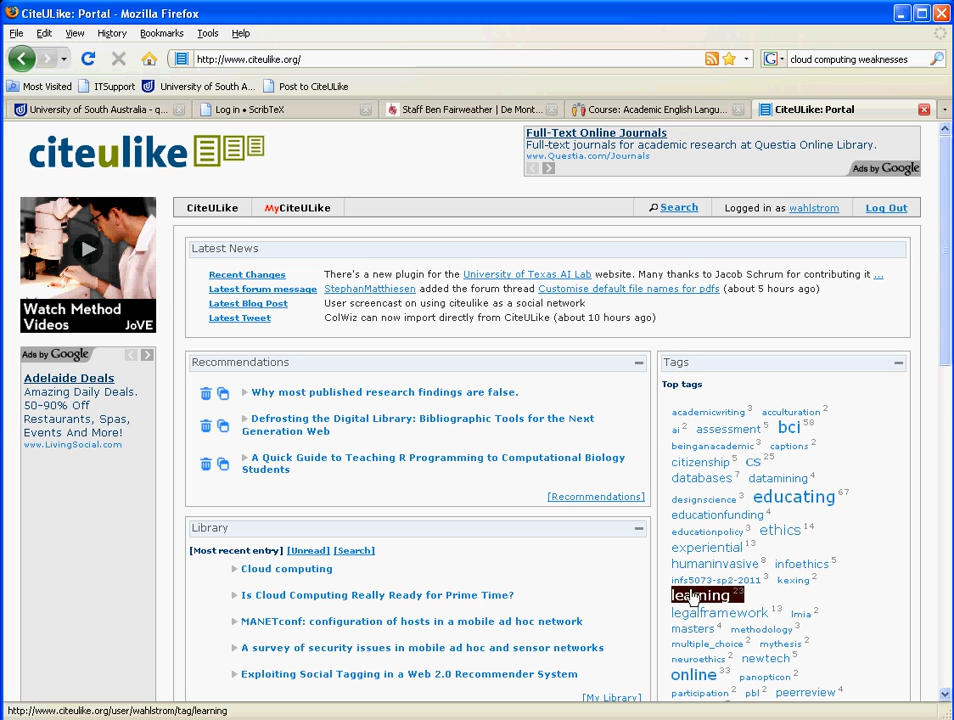 CiteULike: Portal - Mozilla Firefox
File Edit View History Bookmarks Tools Help
http://www.citeulike.org/
cloud computing weaknesses
Most Visited ITSupport University of South A... Post to CiteULike
University of South Australia - q... Log in • ScribTeX Staff Ben Fairweather | De Mont... Course: Academic English Langu... CiteULike: Portal
citeulike
Full-Text Online Journals
Full-text journals for academic research at Questia Online Library.
www.Questia.com/Journals
Ads by Google
CiteULike MyCiteULike Search Logged in as wahlstrom Log Out
Watch Method
Videos JoVE
Ads by Google
Adelaide Deals
Amazing Daily Deals.
50-90% Off
Restaurants, Spas,
Events And More!
www.LivingSocial.com
Latest News
Recent Changes There's a new plugin for the University of Texas AI Lab website. Many thanks to Jacob Schrum for contributing it ...
Latest forum message StephanMatthiesen added the forum thread Customise default file names for pdfs (about 5 hours ago)
Latest Blog Post User screencast on using citeulike as a social network
Latest Tweet ColWiz can now import directly from CiteULike (about 10 hours ago)
Recommendations
Why most published research findings are false.
Defrosting the Digital Library: Bibliographic Tools for the Next
Generation Web
A Quick Guide to Teaching R Programming to Computational Biology
Students
[Recommendations]
Library
[Most recent entry] [Unread] [Search]
Cloud computing
Is Cloud Computing Really Ready for Prime Time?
MANETconf: configuration of hosts in a mobile ad hoc network
A survey of security issues in mobile ad hoc and sensor networks
Exploiting Social Tagging in a Web 2.0 Recommender System
[My Library]
Tags
Top tags
academicwriting 3 acculturation 2
ai 2 assessment 5 bci 58
beinganacademic 3 captions 2
citizenship 5 cs 25
databases 7 datamining 4
designscience 3 educating 67
educationfunding 4
educationpolicy 3 ethics 14
experiential 13
humaninvasive 8 infoethics 5
infs5073-sp2-2011 3 kexing 2
learning 23
legalframework 13 lmia 2
masters 4 methodology 3
multiple_choice 2 mythesis 2
neuroethics 2 newtech 5
online 33 panopticon 2
participation 2 pbl 2 peerreview 4
http://www.citeulike.org/user/wahlstrom/tag/learning